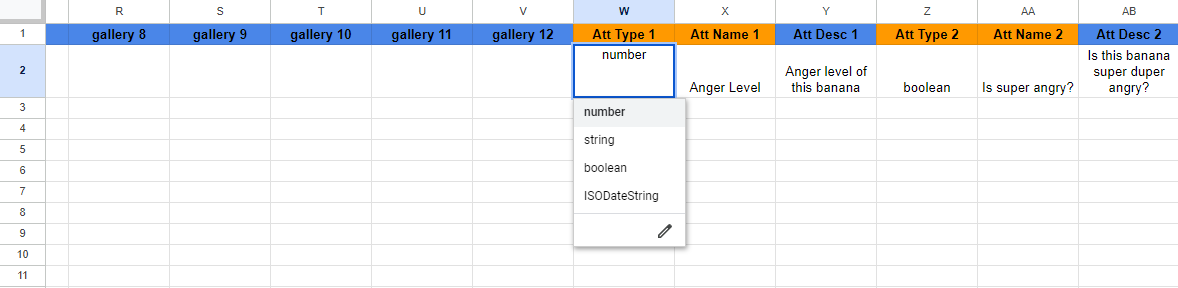 R S T U V W X Y Z AA AB
1 gallery 8 gallery 9 gallery 10 gallery 11 gallery 12 Att Type 1 Att Name 1 Att Desc 1 Att Type 2 Att Name 2 Att Desc 2
2 number Anger Level Anger level of this banana boolean Is super angry? Is this banana super duper angry?
3 number
4 string
5 boolean
6
7 ISODateString
8
9
10
11